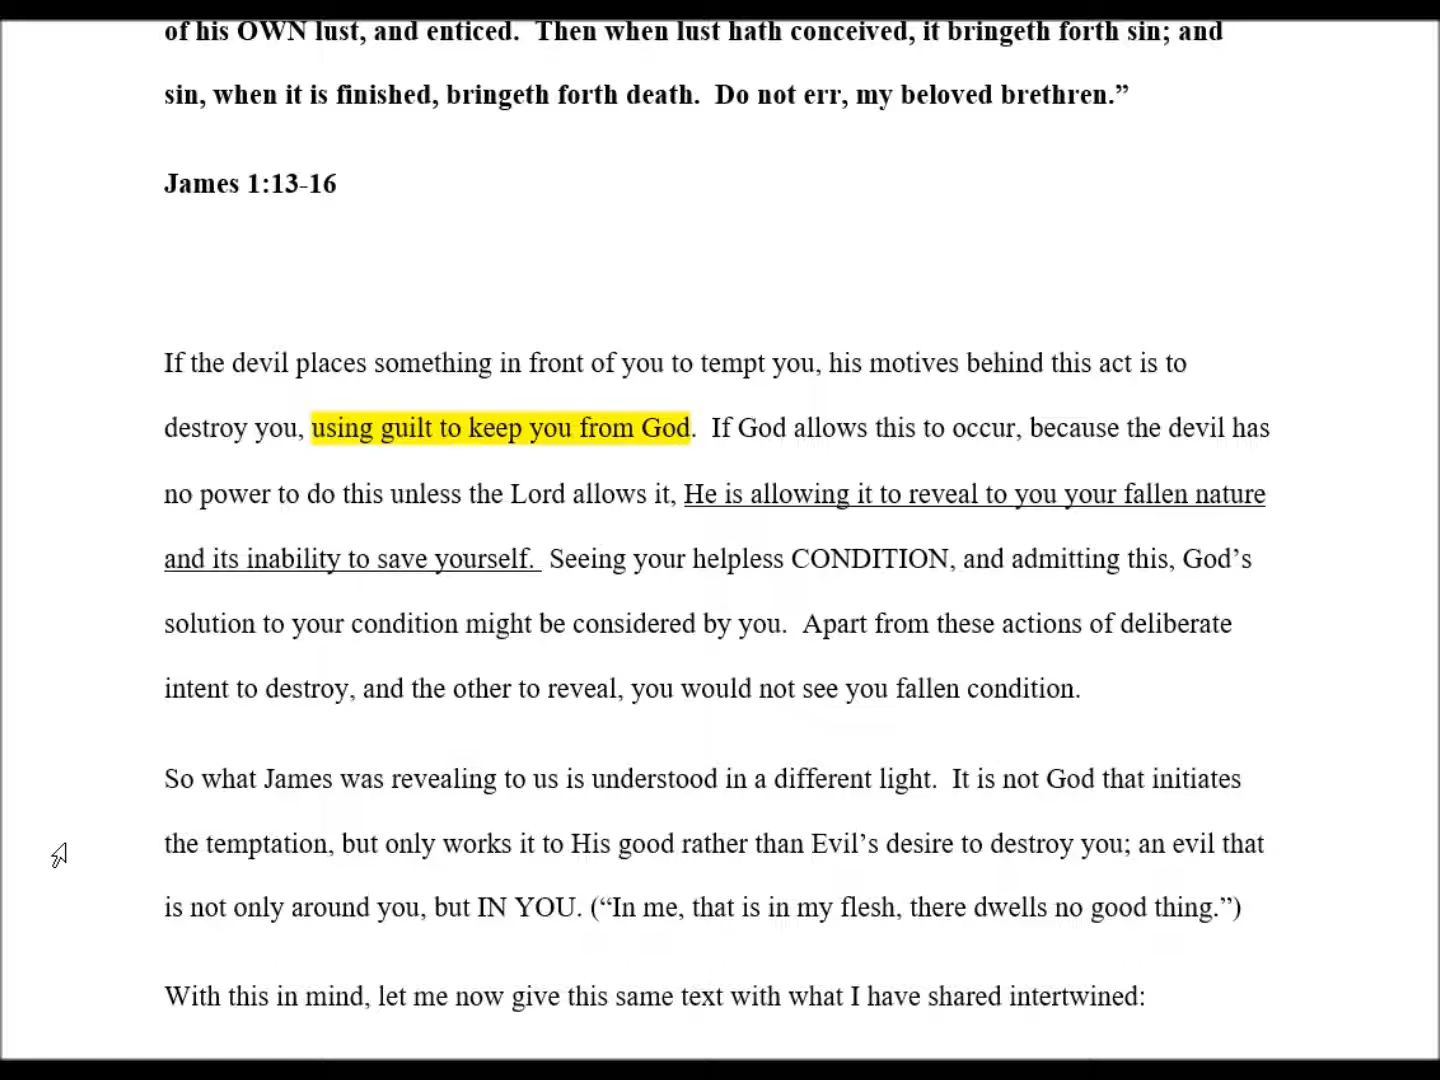 of his OWN lust, and enticed.  Then when lust hath conceived, it bringeth forth sin; and
sin, when it is finished, bringeth forth death.  Do not err, my beloved brethren.”
James 1:13-16
If the devil places something in front of you to tempt you, his motives behind this act is to
destroy you, using guilt to keep you from God.  If God allows this to occur, because the devil has
no power to do this unless the Lord allows it, He is allowing it to reveal to you your fallen nature
and its inability to save yourself.  Seeing your helpless CONDITION, and admitting this, God’s
solution to your condition might be considered by you.  Apart from these actions of deliberate
intent to destroy, and the other to reveal, you would not see you fallen condition.
So what James was revealing to us is understood in a different light.  It is not God that initiates
the temptation, but only works it to His good rather than Evil’s desire to destroy you; an evil that
is not only around you, but IN YOU. (“In me, that is in my flesh, there dwells no good thing.”)
With this in mind, let me now give this same text with what I have shared intertwined: